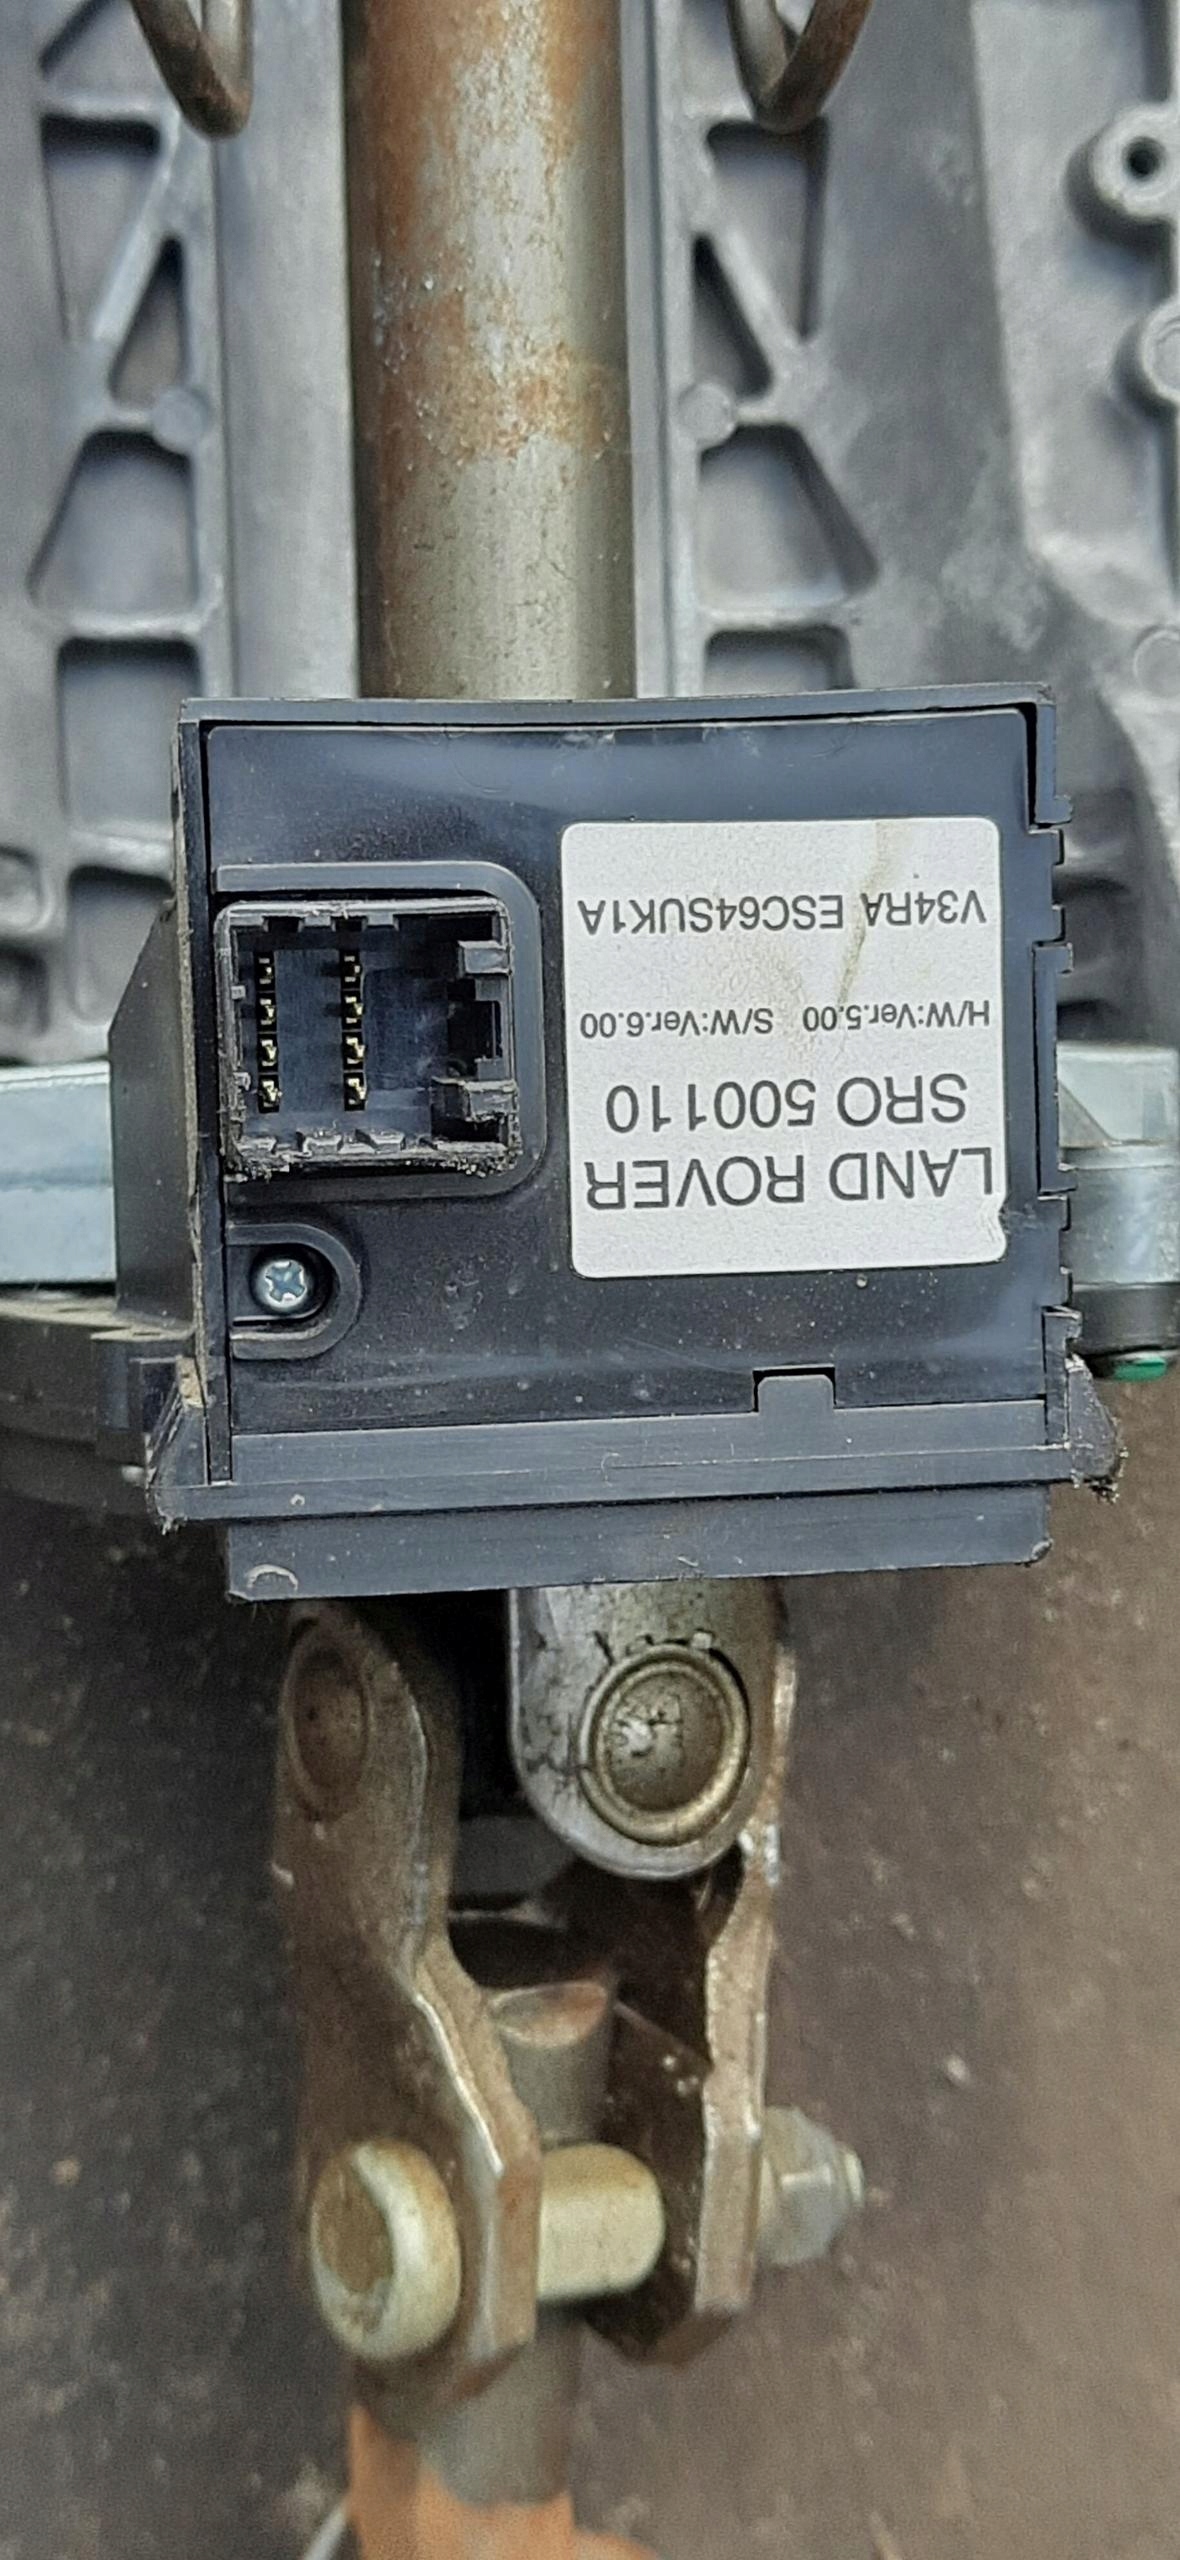 LAND ROVER
SRO 500110
H/W:Ver.5.00 S/W:Ver.6.00
V34RA ESC64SUK1A